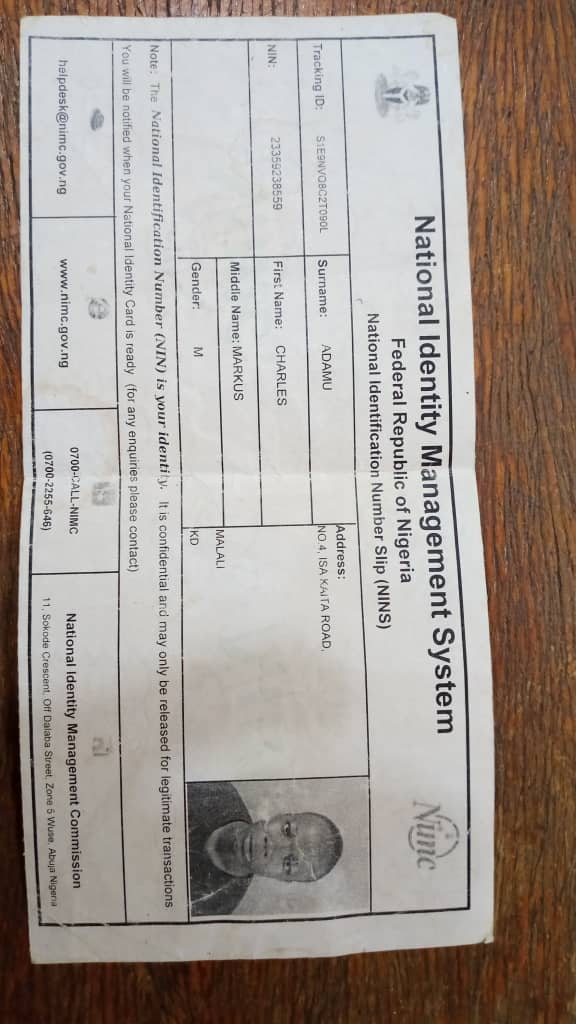 National Identity Management System
Federal Republic of Nigeria
National Identification Number Slip (NINS)
Nimc
Tracking ID: S1E9NVO8C2T090L
Surname: ADAMU
Address:
NO.4, ISA KAITA ROAD,
NIN: 23359238559
First Name: CHARLES
Middle Name: MARKUS
MALALI
Gender: M
KD
Note: The National Identification Number (NIN) is your identity. It is confidential and may only be released for legitimate transactions
You will be notified when your National Identity Card is ready (for any enquiries please contact)
helpdesk@nimc.gov.ng
www.nimc.gov.ng
0700-CALL-NIMC
(0700-2255-646)
National Identity Management Commission
11, Sokode Crescent, Off Dalaba Street, Zone 5 Wuse, Abuja Nigeria